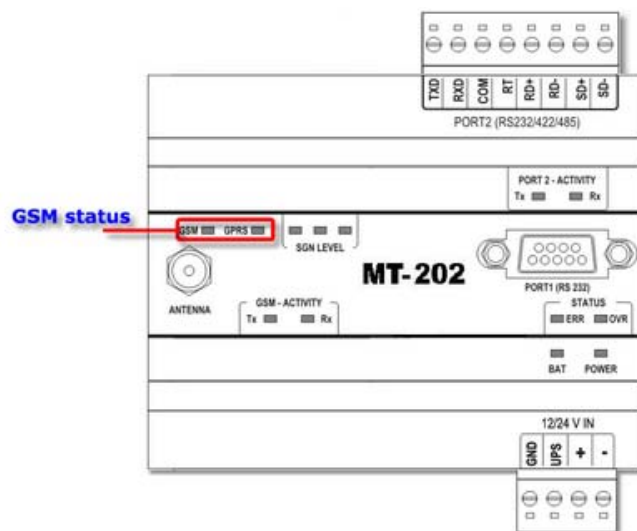 TXD RXD COM RT RD+ RD- SD+ SD-
PORT2 (RS232/422/485)
PORT 2 - ACTIVITY
Tx Rx
GSM status
GSM GPRS
SGN LEVEL
MT-202
ANTENNA
PORT1 (RS 232)
GSM - ACTIVITY
Tx Rx
STATUS
ERR OVR
BAT POWER
12/24 V IN
GND UPS + -